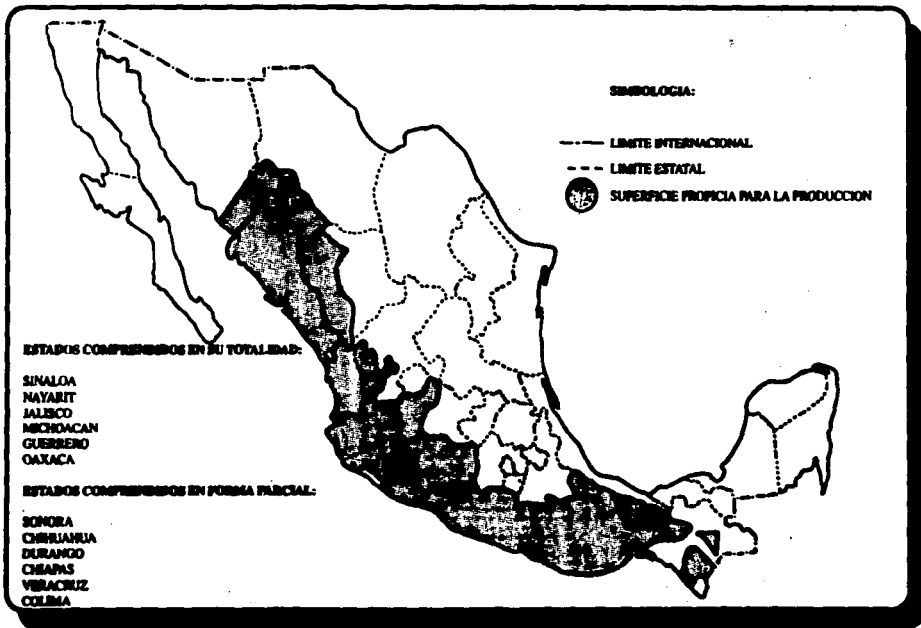 SIMBOLOGIA:
LIMITE INTERNACIONAL
LIMITE ESTATAL
SUPERFICIE PROPICIA PARA LA PRODUCCION
ESTADOS COMPRENDIDOS EN SU TOTALIDAD:
SINALOA
NAYARIT
JALISCO
MICHOACAN
GUERRERO
OAXACA
ESTADOS COMPRENDIDOS EN FORMA PARCIAL:
SONORA
CHIHUAHUA
DURANGO
CHIAPAS
VERACRUZ
COLIMA